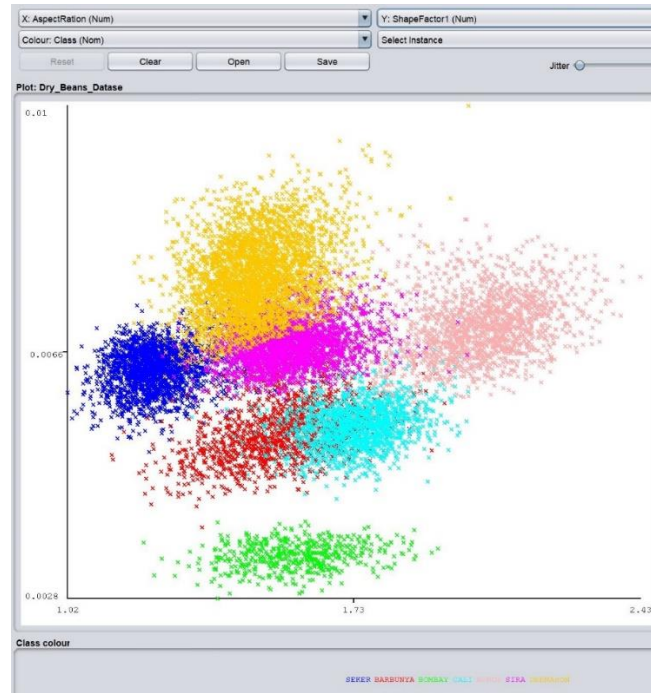 X: AspectRation (Num) Y: ShapeFactor1 (Num)
Colour: Class (Nom) Select Instance
Reset Clear Open Save Jitter
Plot: Dry_Beans_Datase
0.01
0.0066
0.0028
1.02 1.73 2.43
Class colour
SEKER BARBUNYA BOMBAY CALI HOROZ SIRA DERMASON